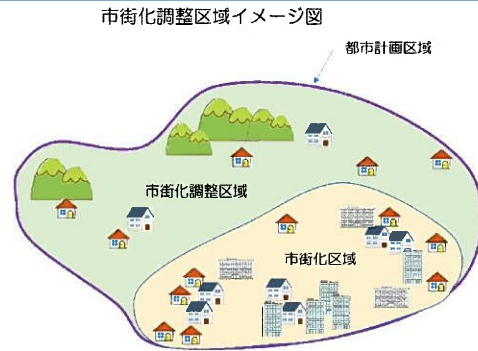 市街化調整区域イメージ図
都市計画区域
市街化調整区域
市街化区域